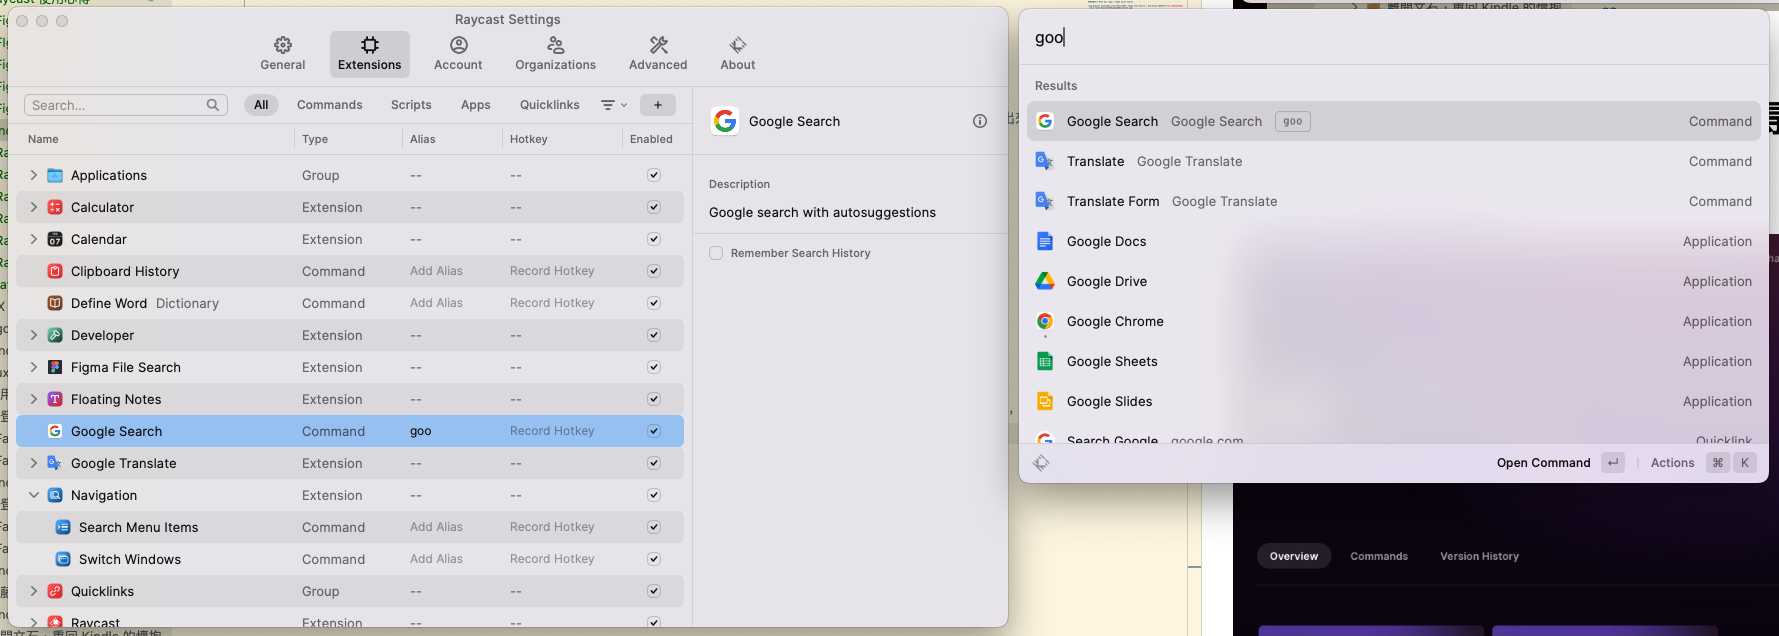 Raycast Settings
General
Extensions
Account
Organizations
Advanced
About
Search...
All
Commands
Scripts
Apps
Quicklinks
+
Name Type Alias Hotkey Enabled
Applications Group -- --
Calculator Extension -- --
Calendar Extension -- --
Clipboard History Command Add Alias Record Hotkey
Define Word Dictionary Command Add Alias Record Hotkey
Developer Extension -- --
Figma File Search Extension -- --
Floating Notes Extension -- --
Google Search Command goo Record Hotkey
Google Translate Extension -- --
Navigation Extension -- --
Search Menu Items Command Add Alias Record Hotkey
Switch Windows Command Add Alias Record Hotkey
Quicklinks Group -- --
Raycast Extension -- --
Google Search
Description
Google search with autosuggestions
Remember Search History
goo
Results
Google Search Google Search goo Command
Translate Google Translate Command
Translate Form Google Translate Command
Google Docs Application
Google Drive Application
Google Chrome Application
Google Sheets Application
Google Slides Application
Search Google google.com Quicklink
Open Command ↵ Actions ⌘ K
Overview
Commands
Version History